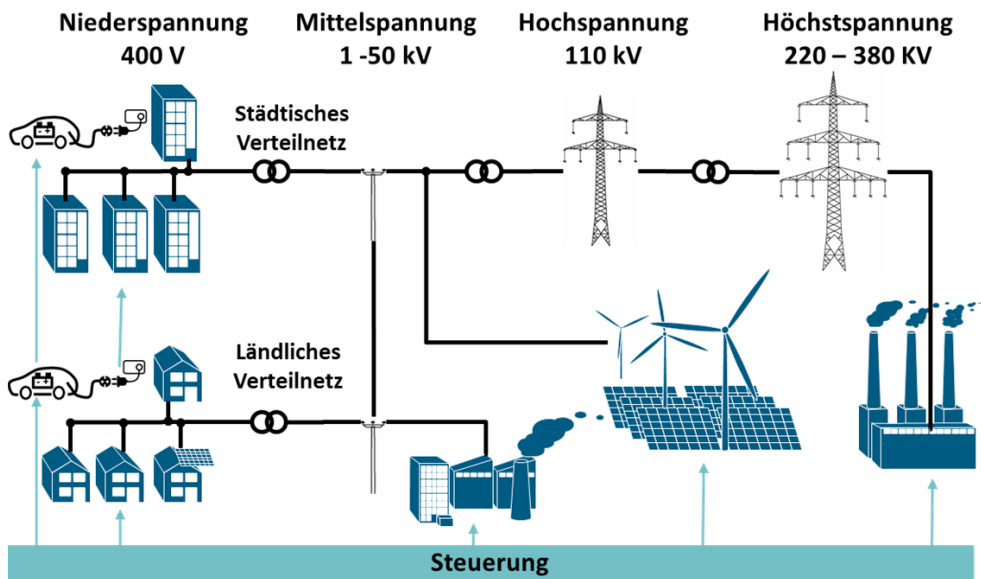 Niederspannung
400 V
Mittelspannung
1 -50 kV
Hochspannung
110 kV
Höchstspannung
220 – 380 KV
Städtisches
Verteilnetz
Ländliches
Verteilnetz
Steuerung